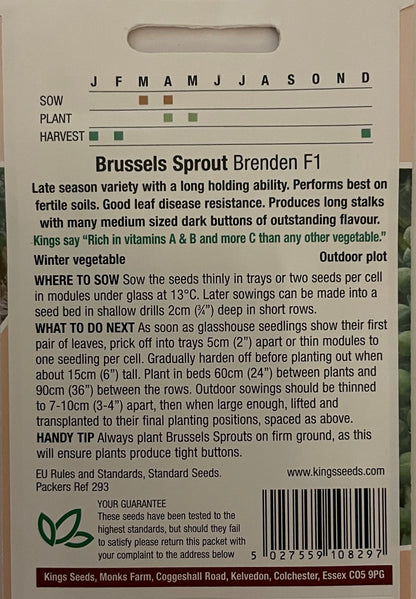 J F M A M J J A S O N D
SOW
PLANT
HARVEST
Brussels Sprout Brenden F1
Late season variety with a long holding ability. Performs best on
fertile soils. Good leaf disease resistance. Produces long stalks
with many medium sized dark buttons of outstanding flavour.
Kings say “Rich in vitamins A & B and more C than any other vegetable.”
Winter vegetable Outdoor plot
WHERE TO SOW Sow the seeds thinly in trays or two seeds per cell
in modules under glass at 13°C. Later sowings can be made into a
seed bed in shallow drills 2cm (¾”) deep in short rows.
WHAT TO DO NEXT As soon as glasshouse seedlings show their first
pair of leaves, prick off into trays 5cm (2”) apart or thin modules to
one seedling per cell. Gradually harden off before planting out when
about 15cm (6”) tall. Plant in beds 60cm (24”) between plants and
90cm (36”) between the rows. Outdoor sowings should be thinned
to 7-10cm (3-4”) apart, then when large enough, lifted and
transplanted to their final planting positions, spaced as above.
HANDY TIP Always plant Brussels Sprouts on firm ground, as this
will ensure plants produce tight buttons.
EU Rules and Standards, Standard Seeds. www.kingsseeds.com
Packers Ref 293
YOUR GUARANTEE
These seeds have been tested to the
highest standards, but should they fail
to satisfy please return this packet with
your complaint to the address below
5 027559 108297
Kings Seeds, Monks Farm, Coggeshall Road, Kelvedon, Colchester, Essex CO5 9PG